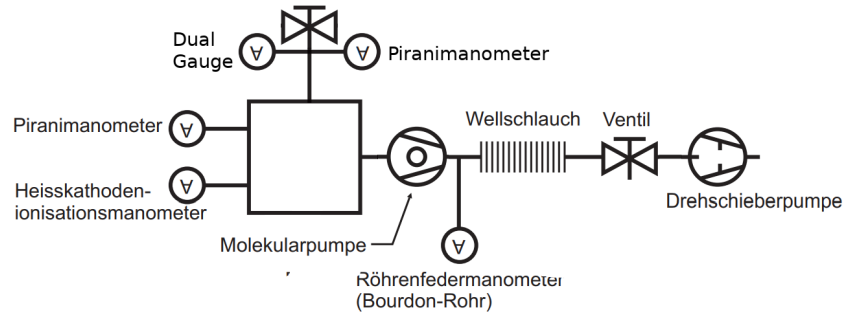 Dual
Gauge
Piranimanometer
Piranimanometer
Wellschlauch
Ventil
Heisskathoden-
ionisationsmanometer
Drehschieberpumpe
Molekularpumpe
Röhrenfedermanometer
(Bourdon-Rohr)